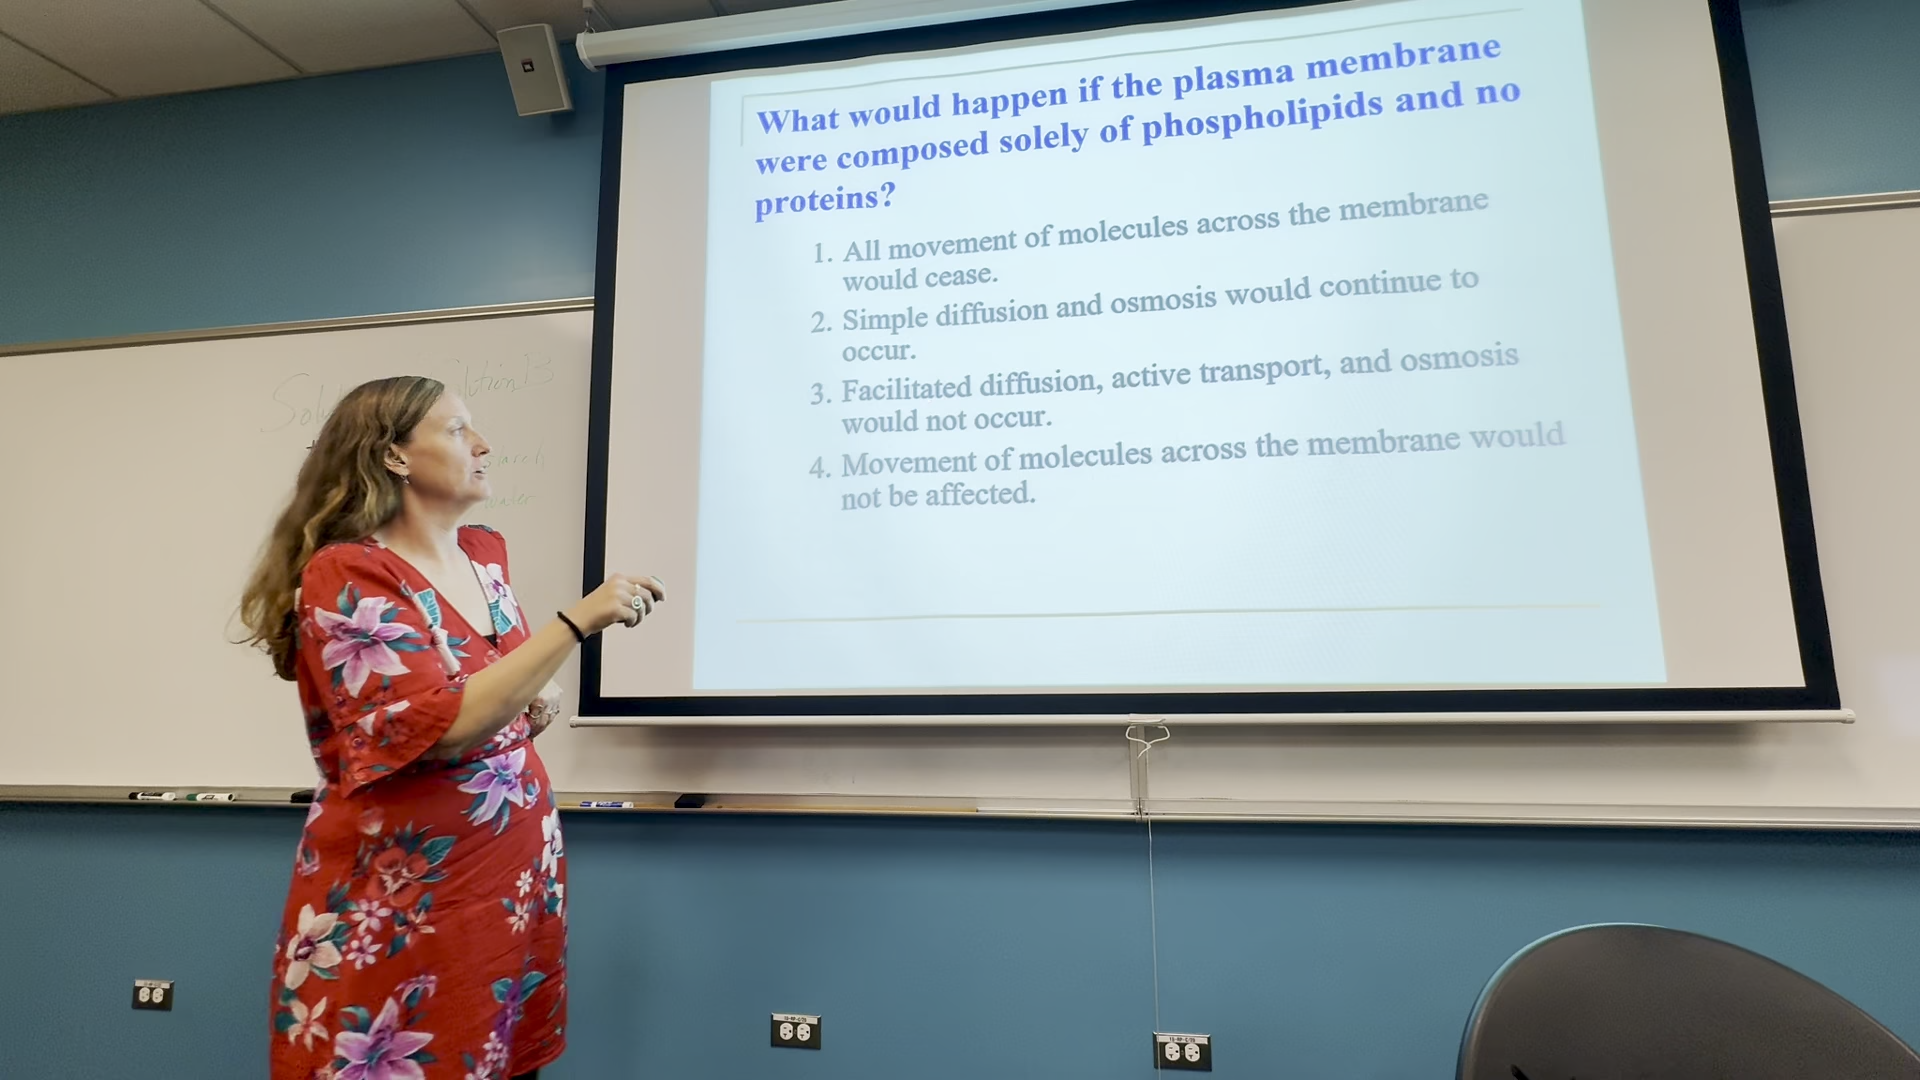 What would happen if the plasma membrane
were composed solely of phospholipids and no
proteins?
1. All movement of molecules across the membrane
would cease.
2. Simple diffusion and osmosis would continue to
occur.
3. Facilitated diffusion, active transport, and osmosis
would not occur.
4. Movement of molecules across the membrane would
not be affected.
water